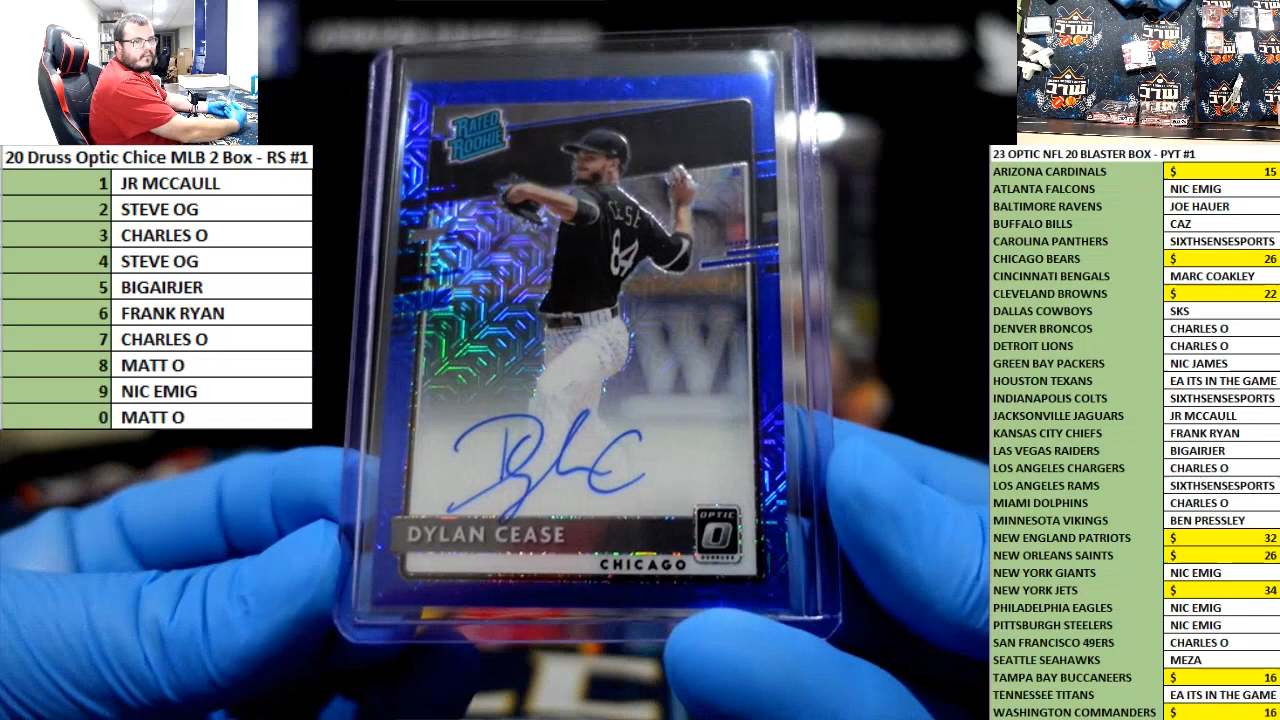 20 Druss Optic Chice MLB 2 Box - RS #1
1 JR MCCAULL
2 STEVE OG
3 CHARLES O
4 STEVE OG
5 BIGAIRJER
6 FRANK RYAN
7 CHARLES O
8 MATT O
9 NIC EMIG
0 MATT O
RATED
ROOKIE
CEASE
84
W
DYLAN CEASE
OPTIC
DONRUSS
CHICAGO
23 OPTIC NFL 20 BLASTER BOX - PYT #1
ARIZONA CARDINALS $ 15
ATLANTA FALCONS NIC EMIG
BALTIMORE RAVENS JOE HAUER
BUFFALO BILLS CAZ
CAROLINA PANTHERS SIXTHSENSESPORTS
CHICAGO BEARS $ 26
CINCINNATI BENGALS MARC COAKLEY
CLEVELAND BROWNS $ 22
DALLAS COWBOYS SKS
DENVER BRONCOS CHARLES O
DETROIT LIONS CHARLES O
GREEN BAY PACKERS NIC JAMES
HOUSTON TEXANS EA ITS IN THE GAME
INDIANAPOLIS COLTS SIXTHSENSESPORTS
JACKSONVILLE JAGUARS JR MCCAULL
KANSAS CITY CHIEFS FRANK RYAN
LAS VEGAS RAIDERS BIGAIRJER
LOS ANGELES CHARGERS CHARLES O
LOS ANGELES RAMS SIXTHSENSESPORTS
MIAMI DOLPHINS CHARLES O
MINNESOTA VIKINGS BEN PRESSLEY
NEW ENGLAND PATRIOTS $ 32
NEW ORLEANS SAINTS $ 26
NEW YORK GIANTS NIC EMIG
NEW YORK JETS $ 34
PHILADELPHIA EAGLES NIC EMIG
PITTSBURGH STEELERS NIC EMIG
SAN FRANCISCO 49ERS CHARLES O
SEATTLE SEAHAWKS MEZA
TAMPA BAY BUCCANEERS $ 16
TENNESSEE TITANS EA ITS IN THE GAME
WASHINGTON COMMANDERS $ 16